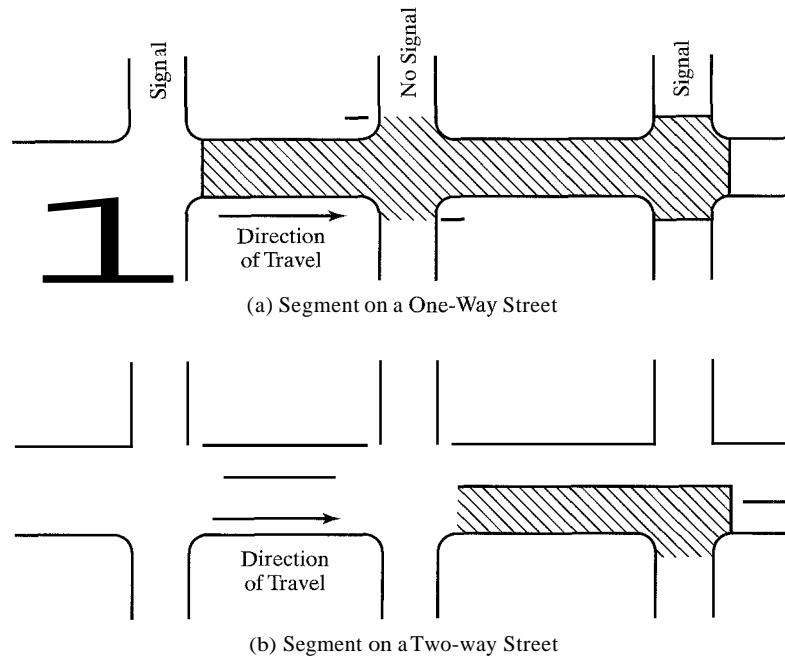 Signal
No Signal
Signal
1
Direction
of Travel
(a) Segment on a One-Way Street
Direction
of Travel
(b) Segment on a Two-way Street